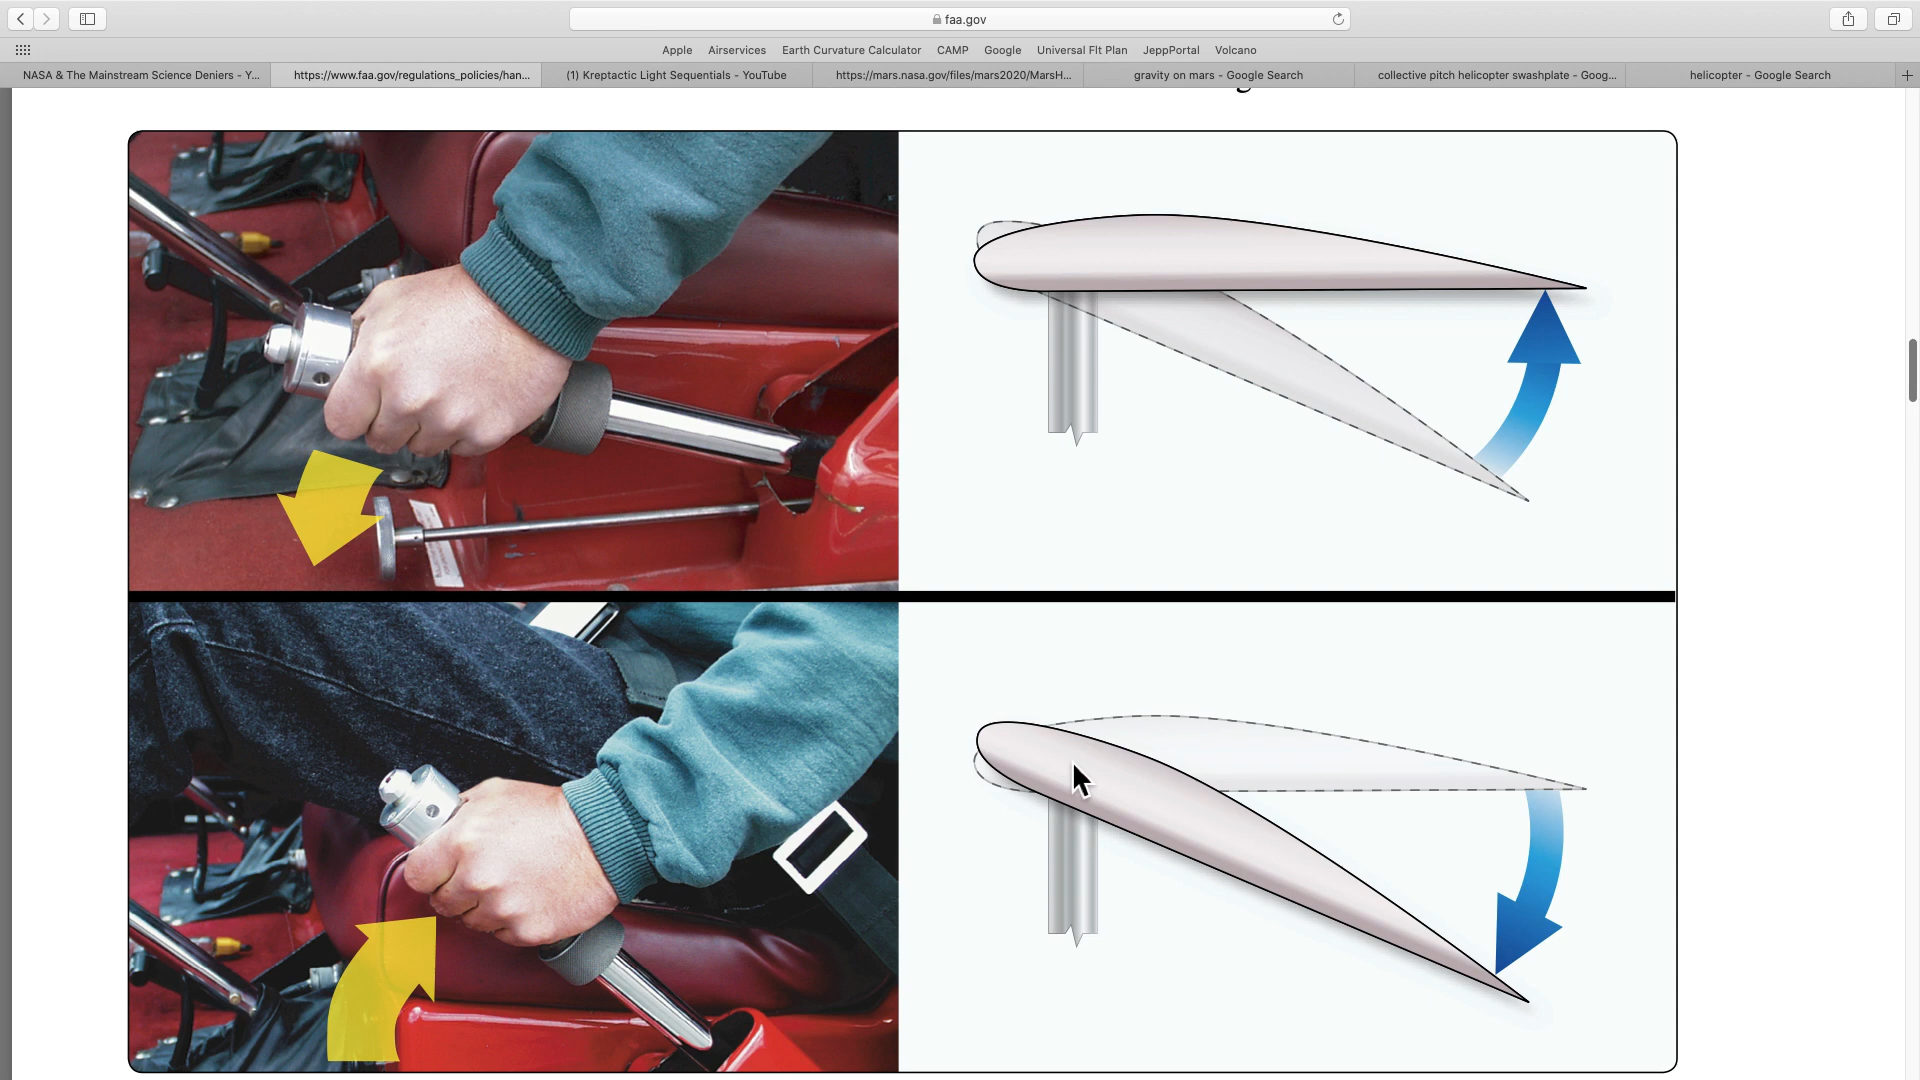 faa.gov
Apple Airservices Earth Curvature Calculator CAMP Google Universal Flt Plan JeppPortal Volcano
NASA & The Mainstream Science Deniers - Y... https://www.faa.gov/regulations_policies/han... (1) Kreptactic Light Sequentials - YouTube https://mars.nasa.gov/files/mars2020/MarsH... gravity on mars - Google Search collective pitch helicopter swashplate - Goog... helicopter - Google Search